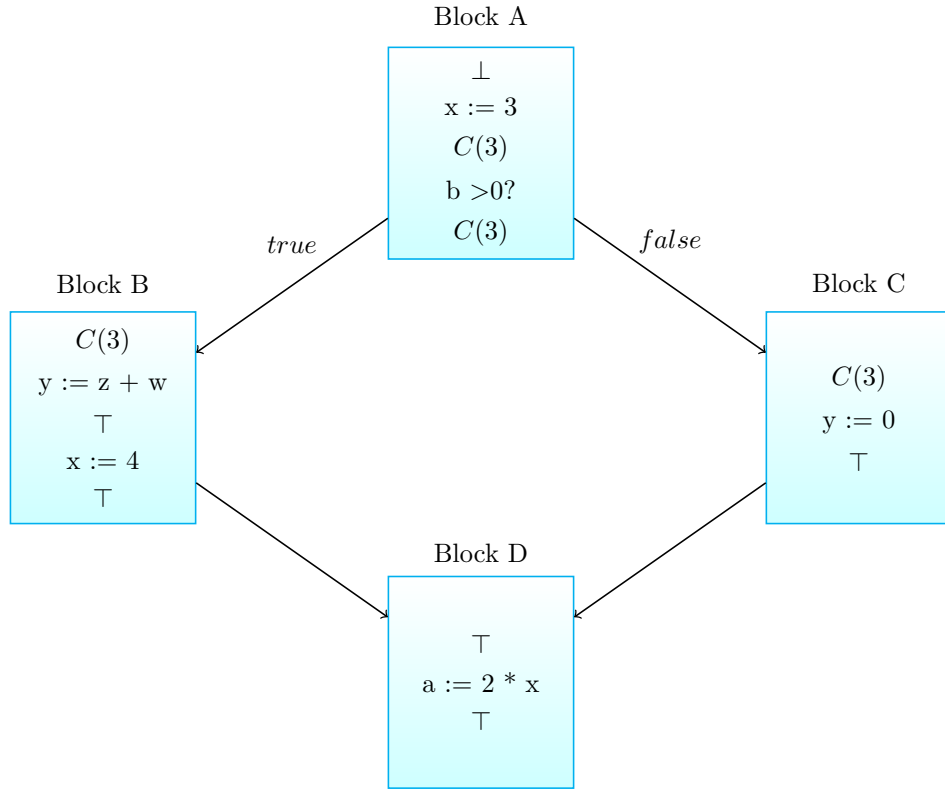 Block A
⊥
x := 3
C(3)
b >0?
C(3)
true
false
Block B
C(3)
y := z + w
⊤
x := 4
⊤
Block C
C(3)
y := 0
⊤
Block D
⊤
a := 2 * x
⊤